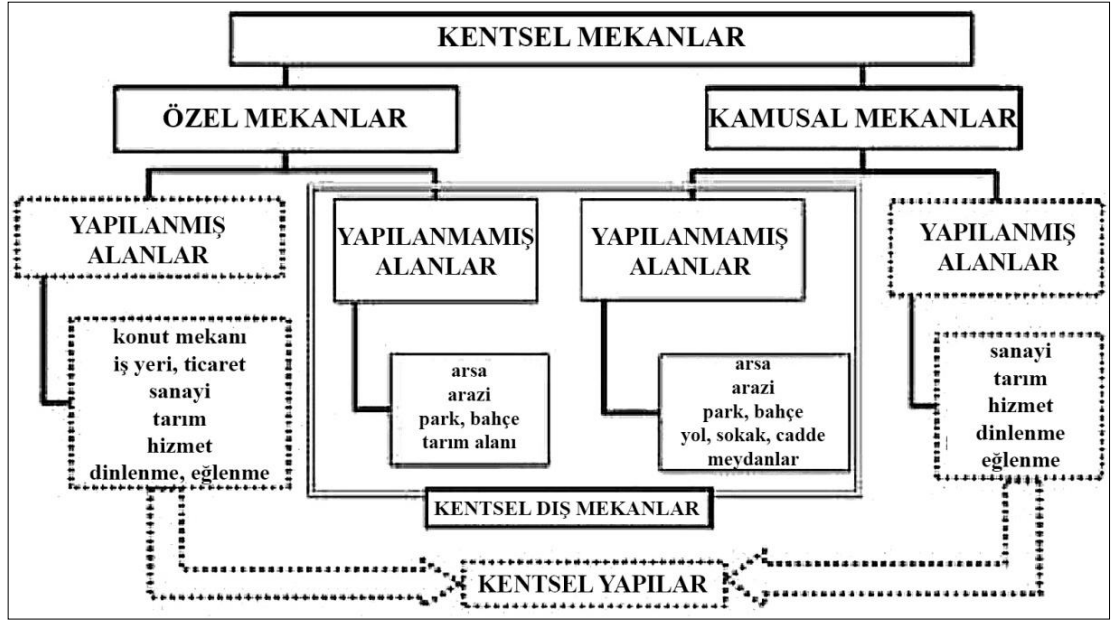 KENTSEL MEKANLAR
ÖZEL MEKANLAR
KAMUSAL MEKANLAR
YAPILANMIŞ
ALANLAR
YAPILANMAMIŞ
ALANLAR
YAPILANMAMIŞ
ALANLAR
YAPILANMIŞ
ALANLAR
konut mekanı
iş yeri, ticaret
sanayi
tarım
hizmet
dinlenme, eğlenme
arsa
arazi
park, bahçe
tarım alanı
arsa
arazi
park, bahçe
yol, sokak, cadde
meydanlar
sanayi
tarım
hizmet
dinlenme
eğlenme
KENTSEL DIŞ MEKANLAR
KENTSEL YAPILAR